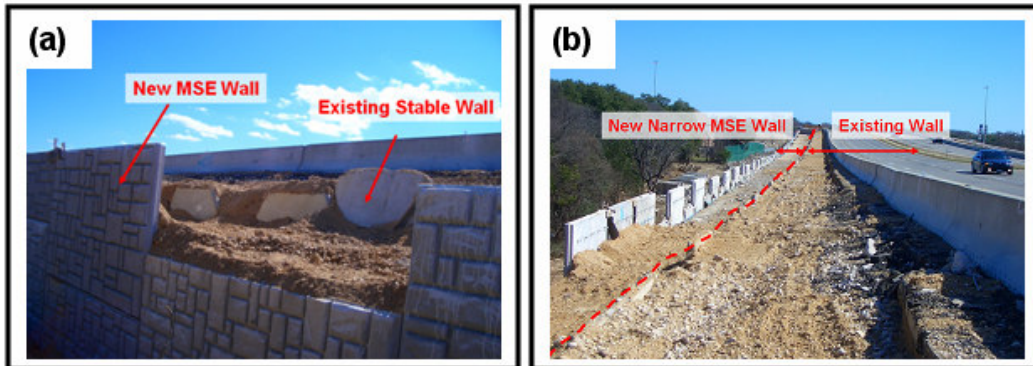 (a)
New MSE Wall
Existing Stable Wall
(b)
New Narrow MSE Wall
Existing Wall